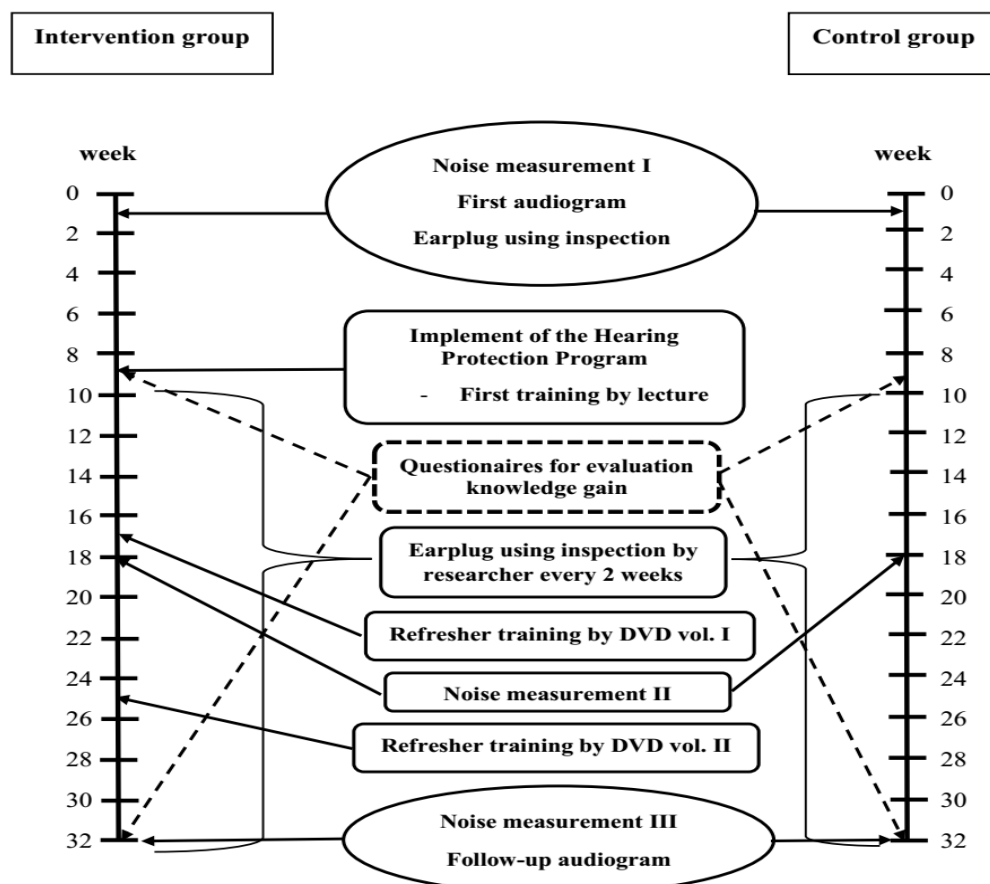 Intervention group
Control group
week
week
Noise measurement I
First audiogram
Earplug using inspection
0
2
4
6
8
10
12
14
16
18
20
22
24
26
28
30
32
0
2
4
6
8
10
12
14
16
18
20
22
24
26
28
30
32
Implement of the Hearing
Protection Program
- First training by lecture
Questionaires for evaluation
knowledge gain
Earplug using inspection by
researcher every 2 weeks
Refresher training by DVD vol. I
Noise measurement II
Refresher training by DVD vol. II
Noise measurement III
Follow-up audiogram